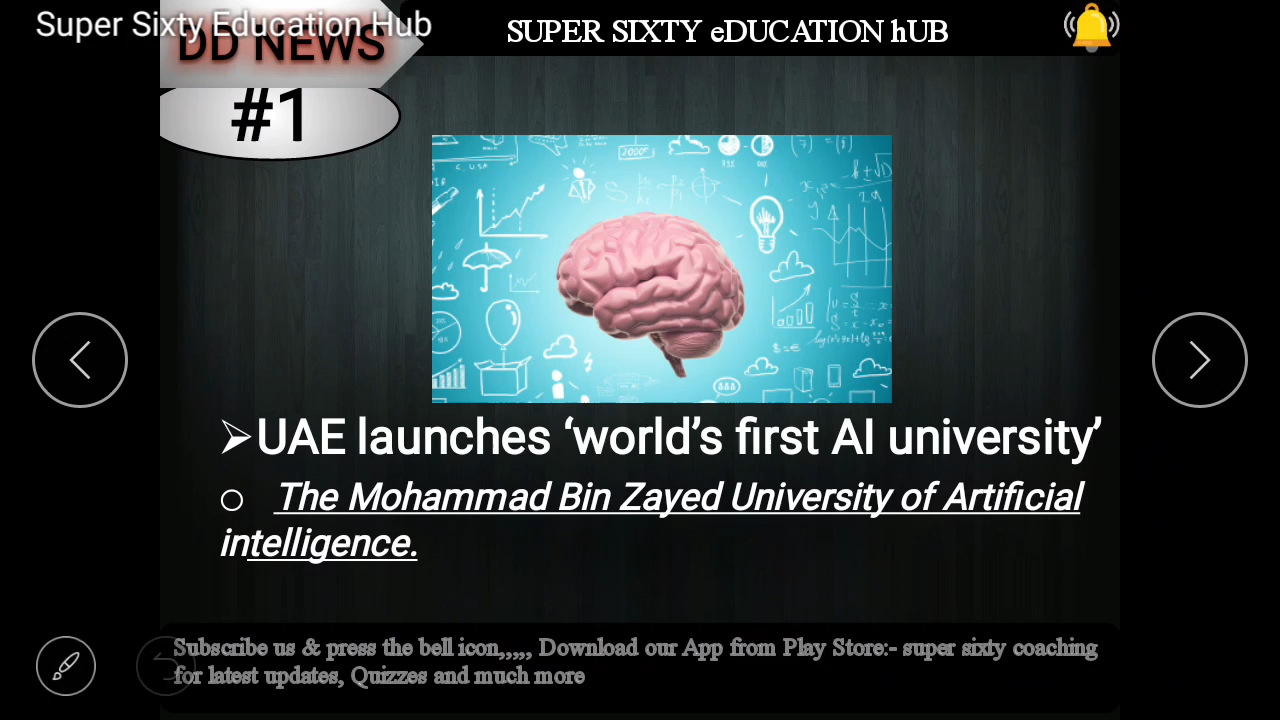 Super Sixty Education Hub
DD NEWS
SUPER SIXTY eDUCATION hUB
#1
➢UAE launches ‘world’s first AI university’
o The Mohammad Bin Zayed University of Artificial
intelligence.
Subscribe us & press the bell icon,,,,, Download our App from Play Store:- super sixty coaching
for latest updates, Quizzes and much more